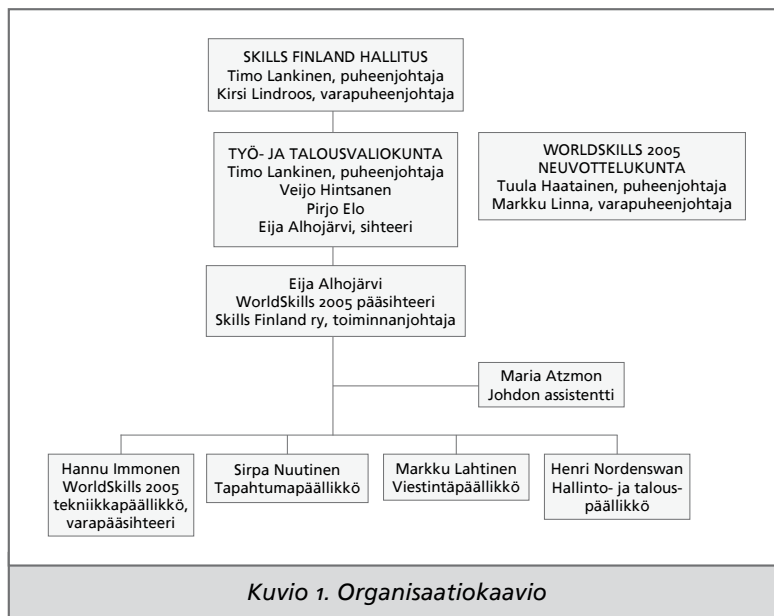 SKILLS FINLAND HALLITUS
Timo Lankinen, puheenjohtaja
Kirsi Lindroos, varapuheenjohtaja
TYÖ- JA TALOUSVALIOKUNTA
Timo Lankinen, puheenjohtaja
Veijo Hintsanen
Pirjo Elo
Eija Alhojärvi, sihteeri
WORLDSKILLS 2005
NEUVOTTELUKUNTA
Tuula Haatainen, puheenjohtaja
Markku Linna, varapuheenjohtaja
Eija Alhojärvi
WorldSkills 2005 pääsihteeri
Skills Finland ry, toiminnanjohtaja
Maria Atzmon
Johdon assistentti
Hannu Immonen
WorldSkills 2005
tekniikkapäällikkö,
varapääsihteeri
Sirpa Nuutinen
Tapahtumapäällikkö
Markku Lahtinen
Viestintäpäällikkö
Henri Nordenswan
Hallinto- ja talous-
päällikkö
Kuvio 1. Organisaatiokaavio